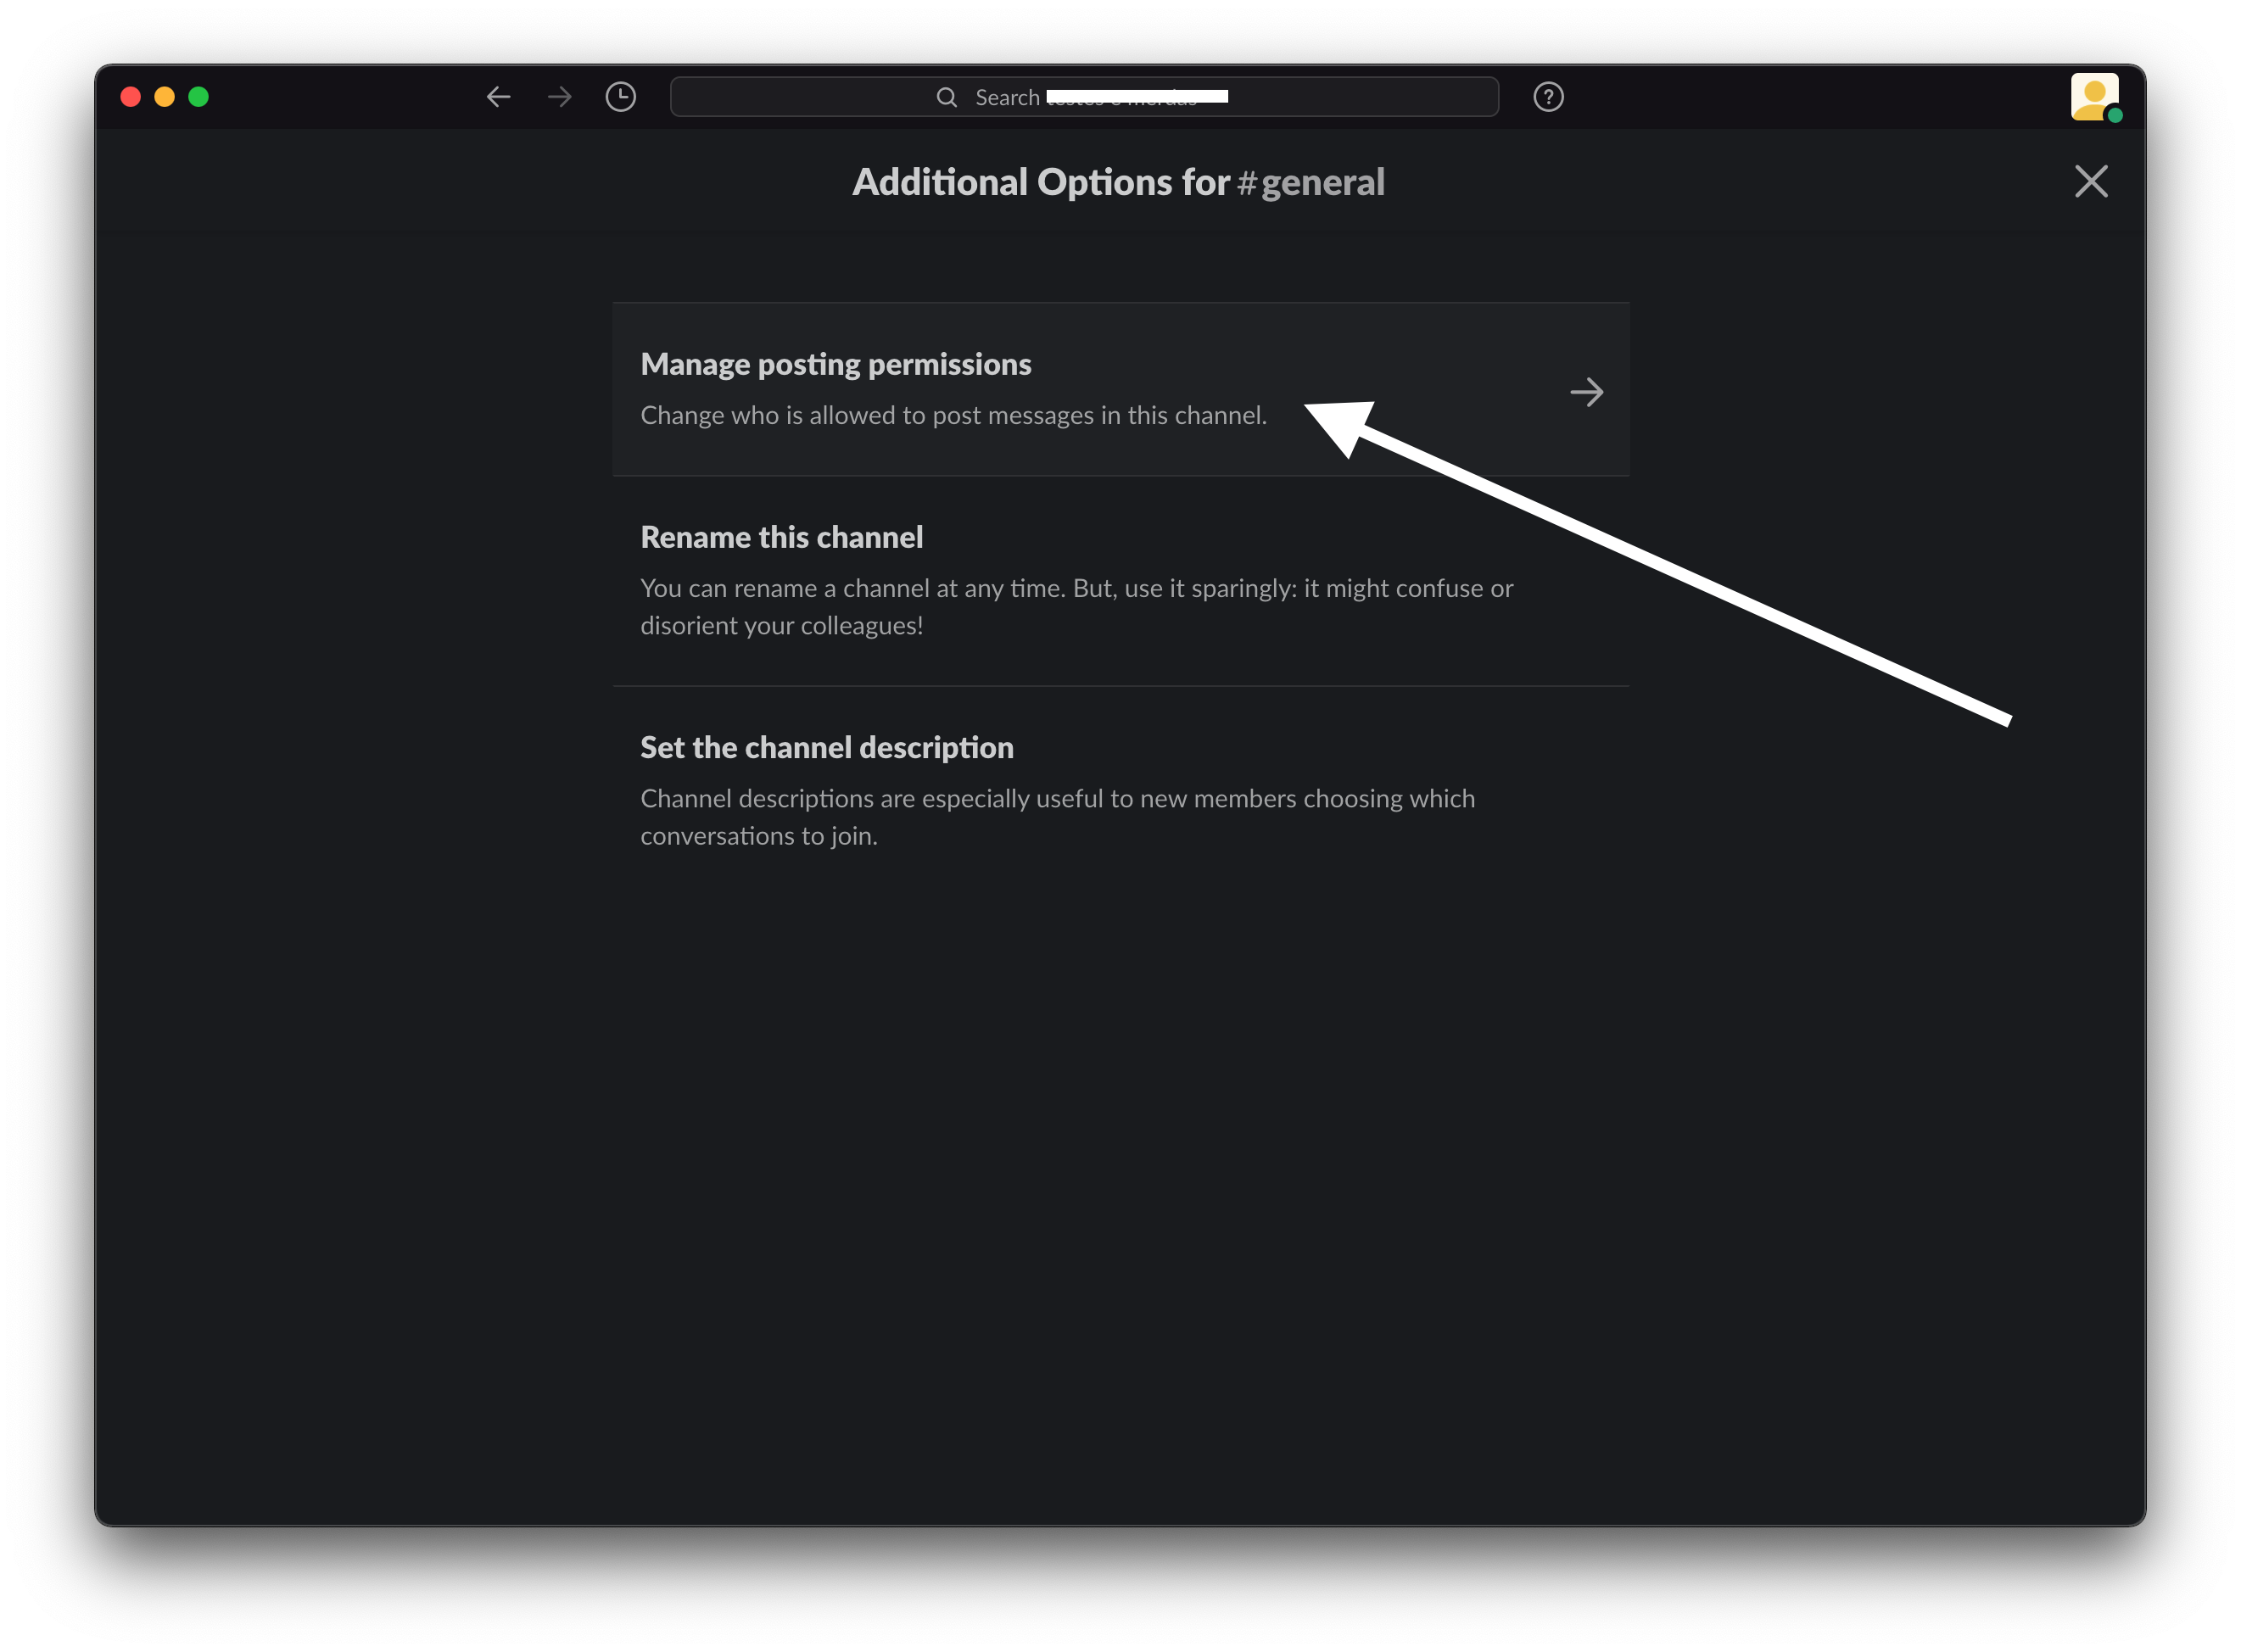 Search
Additional Options for #general
Manage posting permissions
Change who is allowed to post messages in this channel.
Rename this channel
You can rename a channel at any time. But, use it sparingly: it might confuse or
disorient your colleagues!
Set the channel description
Channel descriptions are especially useful to new members choosing which
conversations to join.